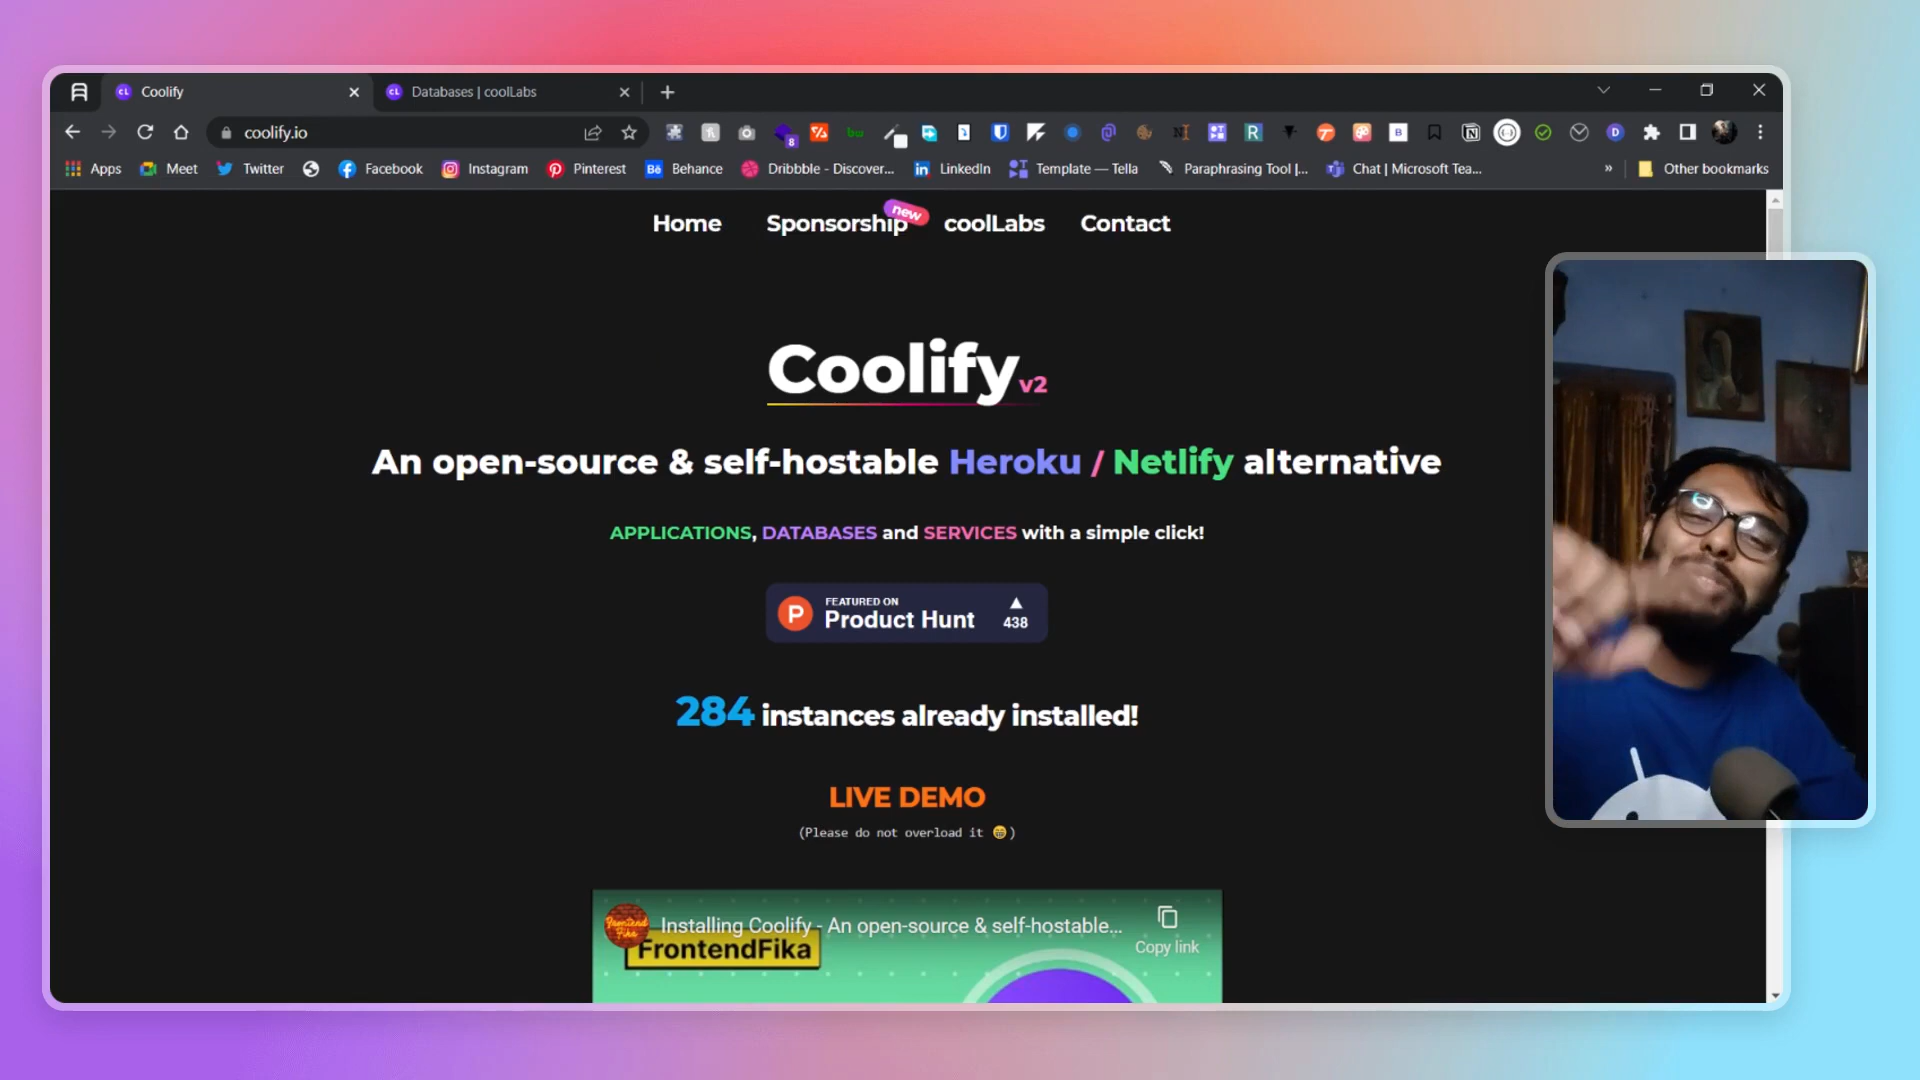 Coolify
Databases | coolLabs
coolify.io
8
Apps
Meet
Twitter
Facebook
Instagram
Pinterest
Behance
Dribbble - Discover...
LinkedIn
Template — Tella
Paraphrasing Tool |...
Chat | Microsoft Tea...
»
Other bookmarks
Home
Sponsorship
new
coolLabs
Contact
Coolify v2
An open-source & self-hostable Heroku / Netlify alternative
APPLICATIONS, DATABASES and SERVICES with a simple click!
P
FEATURED ON
Product Hunt
438
284 instances already installed!
LIVE DEMO
(Please do not overload it 😁)
Frontend Fika
Installing Coolify - An open-source & self-hostable...
FrontendFika
Copy link